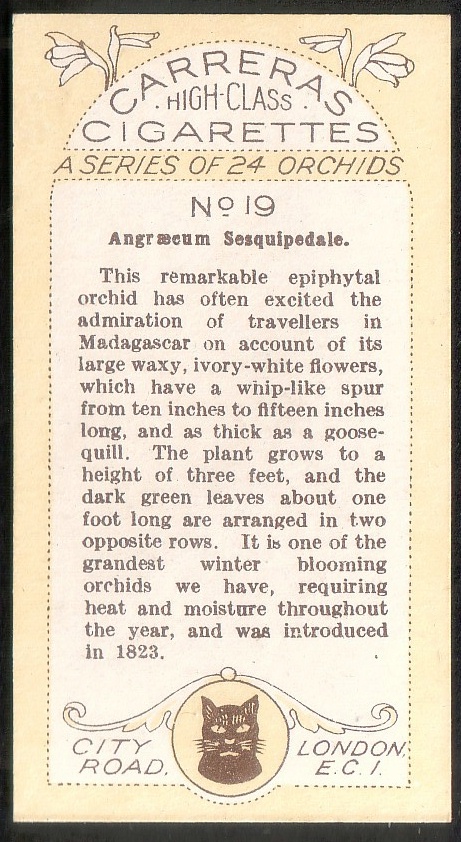 CARRERAS
HIGH-CLASS
CIGARETTES
A SERIES OF 24 ORCHIDS
No 19
Angræcum Sesquipedale.
This remarkable epiphytal
orchid has often excited the
admiration of travellers in
Madagascar on account of its
large waxy, ivory-white flowers,
which have a whip-like spur
from ten inches to fifteen inches
long, and as thick as a goose-
quill. The plant grows to a
height of three feet, and the
dark green leaves about one
foot long are arranged in two
opposite rows. It is one of the
grandest winter blooming
orchids we have, requiring
heat and moisture throughout
the year, and was introduced
in 1823.
CITY ROAD,
LONDON, E.C.1.